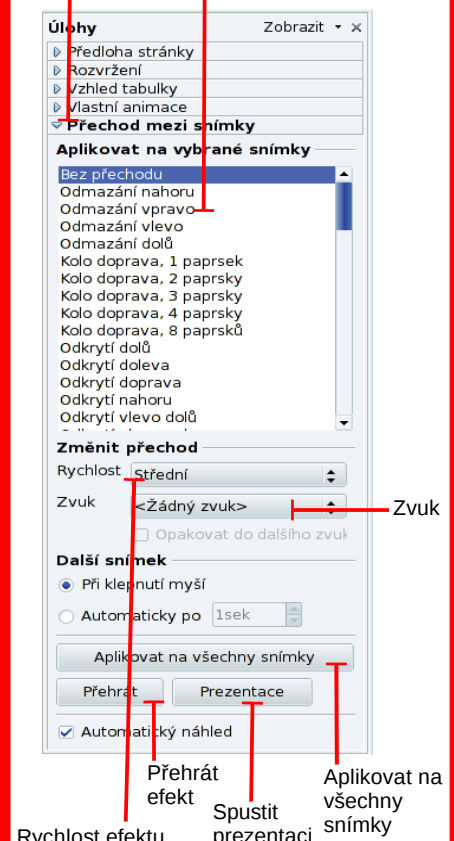 Úlohy Zobrazit
Předloha stránky
Rozvržení
Vzhled tabulky
Vlastní animace
Přechod mezi snímky
Aplikovat na vybrané snímky
Bez přechodu
Odmazání nahoru
Odmazání vpravo
Odmazání vlevo
Odmazání dolů
Kolo doprava, 1 paprsek
Kolo doprava, 2 paprsky
Kolo doprava, 3 paprsky
Kolo doprava, 4 paprsky
Kolo doprava, 8 paprsků
Odkrytí dolů
Odkrytí doleva
Odkrytí doprava
Odkrytí nahoru
Odkrytí vlevo dolů
Změnit přechod
Rychlost Střední
Zvuk <Žádný zvuk>
Zvuk
Opakovat do dalšího zvuk
Další snímek
Při klepnutí myší
Automaticky po 1sek
Aplikovat na všechny snímky
Přehrát Prezentace
Automatický náhled
Přehrát
efekt
Aplikovat na
všechny
snímky
Spustit
prezentaci
Rychlost efektu